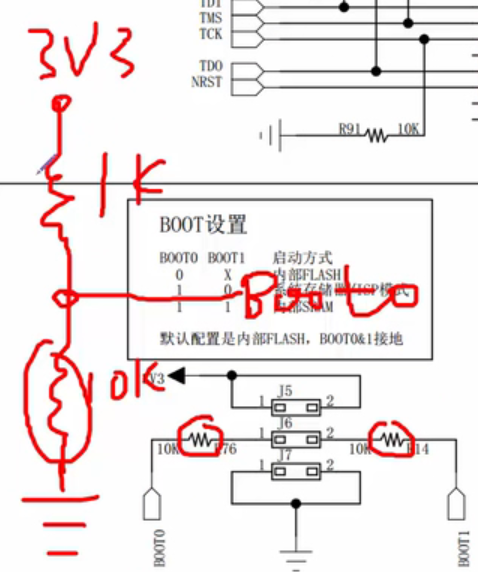 TDI
TMS
TCK
TDO
NRST
R91 10K
3V3
1K
BOOT设置
BOOT0 BOOT1 启动方式
0 X 内部FLASH
1 0 系统存储器/ICP模式
1 1 内部SRAM
Boot0
默认配置是内部FLASH，BOOT0&1接地
10K
3V3
J5
1 2
J6
1 2
10K R76
10K R14
J7
1 2
BOOT0
BOOT1